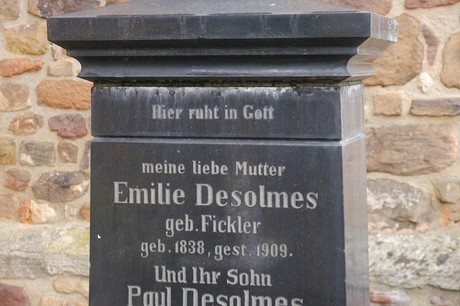 Hier ruht in Gott
meine liebe Mutter
Emilie Desolmes
geb. Fickler
geb. 1838, gest. 1909.
Und Ihr Sohn
Paul Desolmes